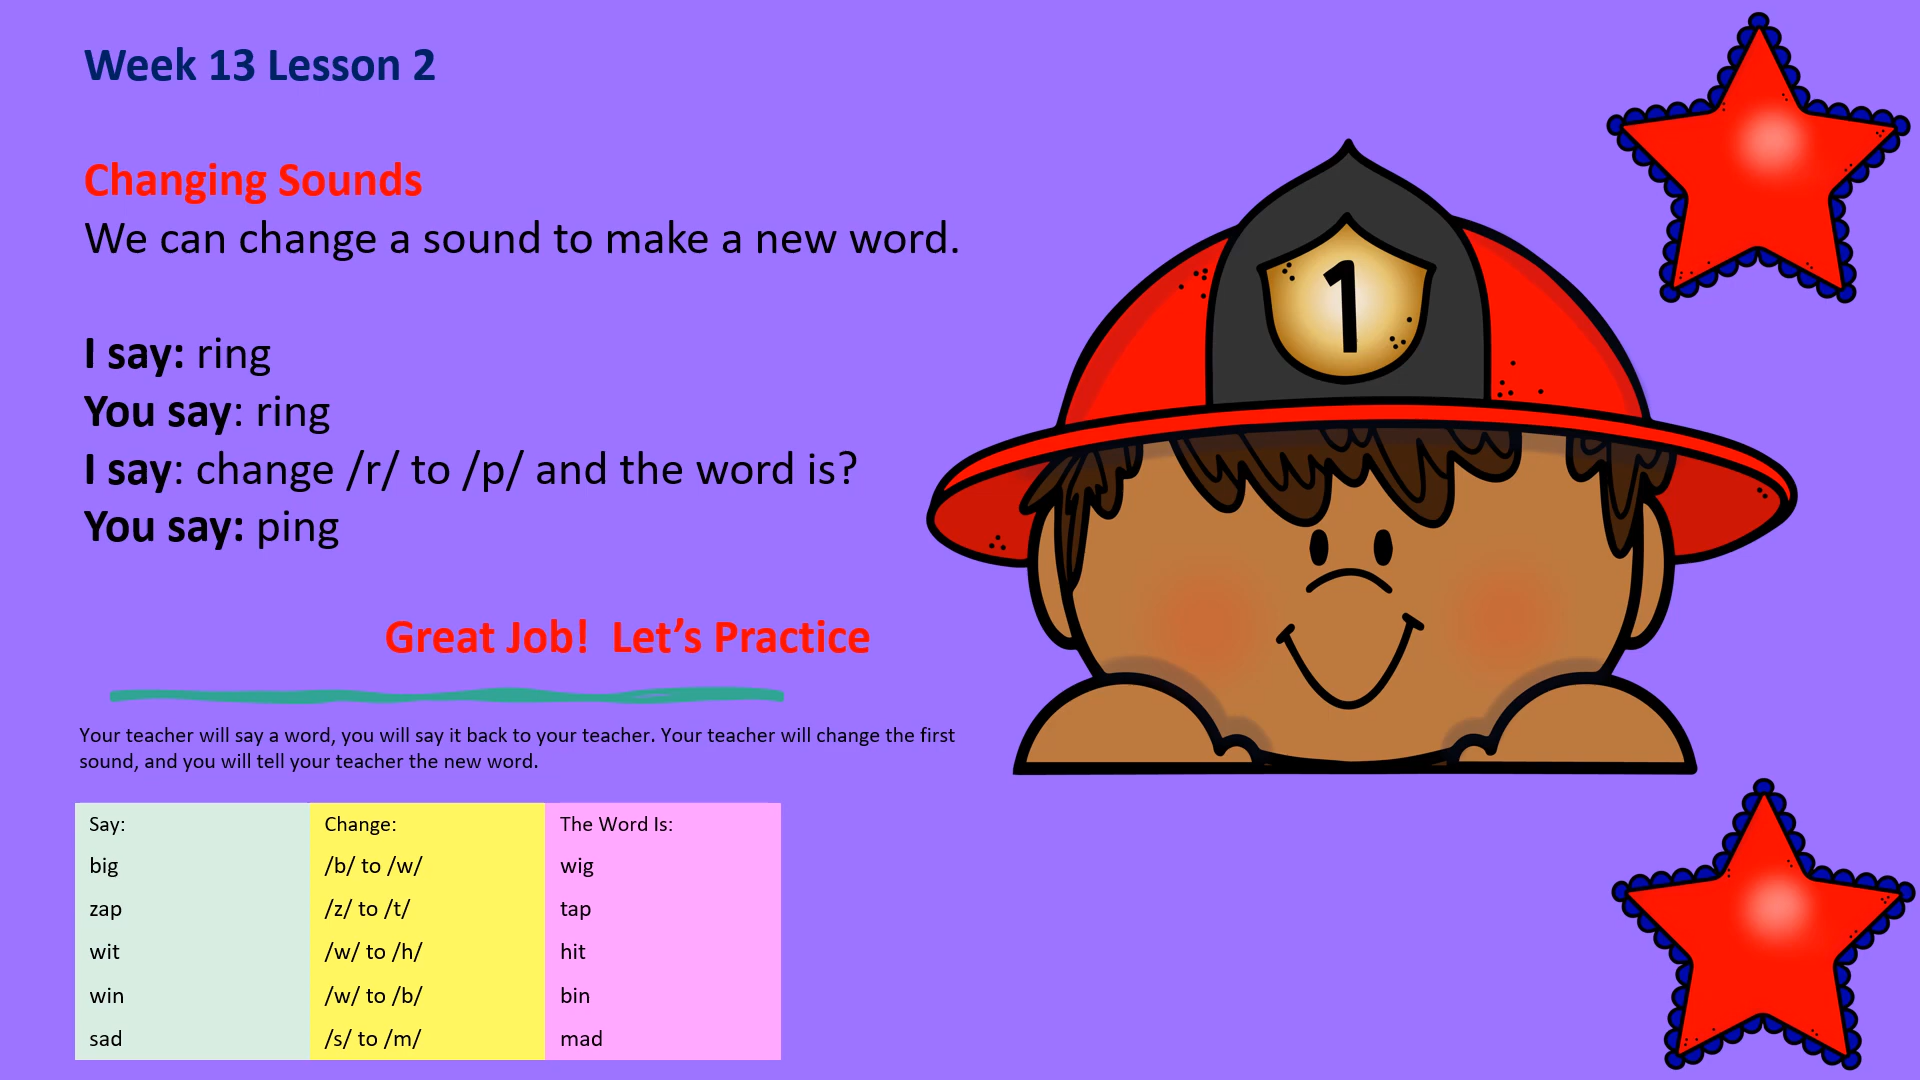 Week 13 Lesson 2
Changing Sounds
We can change a sound to make a new word.
I say: ring
You say: ring
I say: change /r/ to /p/ and the word is?
You say: ping
1
Great Job!  Let’s Practice
Your teacher will say a word, you will say it back to your teacher. Your teacher will change the first
sound, and you will tell your teacher the new word.
Say: Change: The Word Is:
big /b/ to /w/ wig
zap /z/ to /t/ tap
wit /w/ to /h/ hit
win /w/ to /b/ bin
sad /s/ to /m/ mad